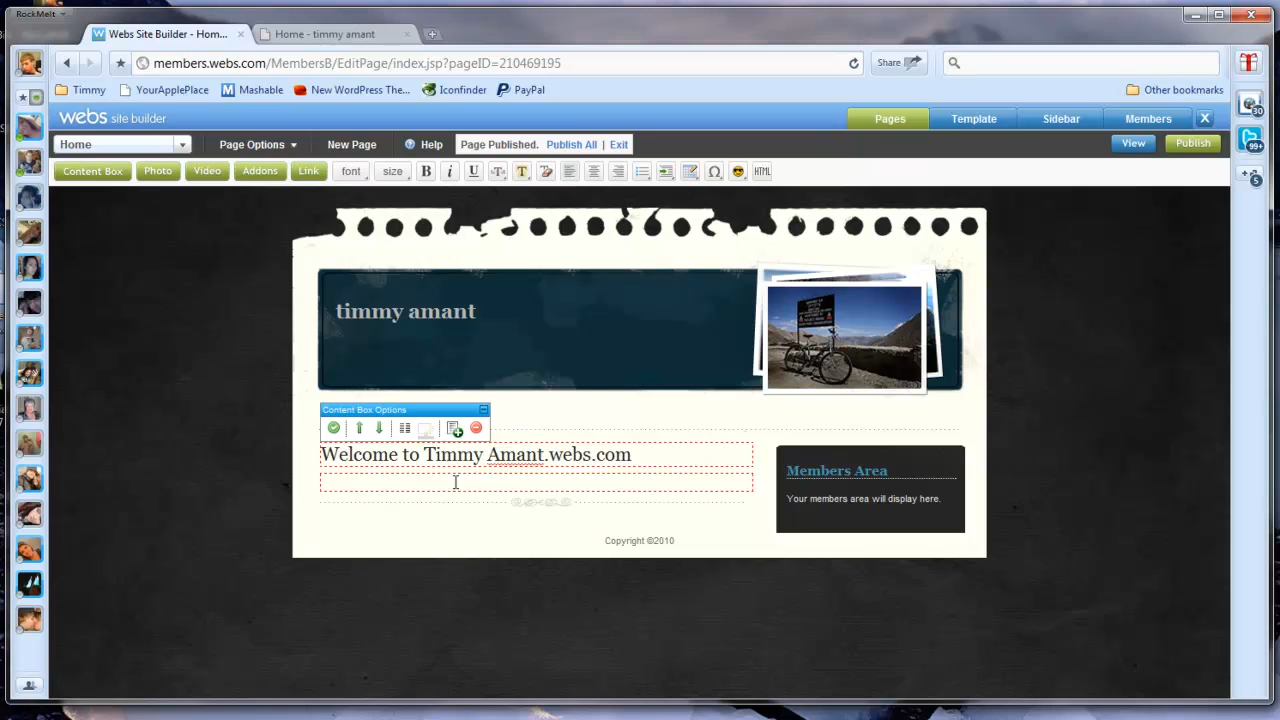 RockMelt
Webs Site Builder - Hom...
Home - timmy amant
members.webs.com/MembersB/EditPage/index.jsp?pageID=210469195
Share
Timmy
YourApplePlace
Mashable
New WordPress The...
Iconfinder
PayPal
Other bookmarks
webs site builder
Pages
Template
Sidebar
Members
X
30
Home
Page Options
New Page
Help
Page Published. Publish All | Exit
View
Publish
99+
Content Box
Photo
Video
Addons
Link
font
size
B
i
U
T
T
Ω
HTML
5
timmy amant
Content Box Options
Welcome to Timmy Amant.webs.com
Members Area
Your members area will display here.
Copyright ©2010